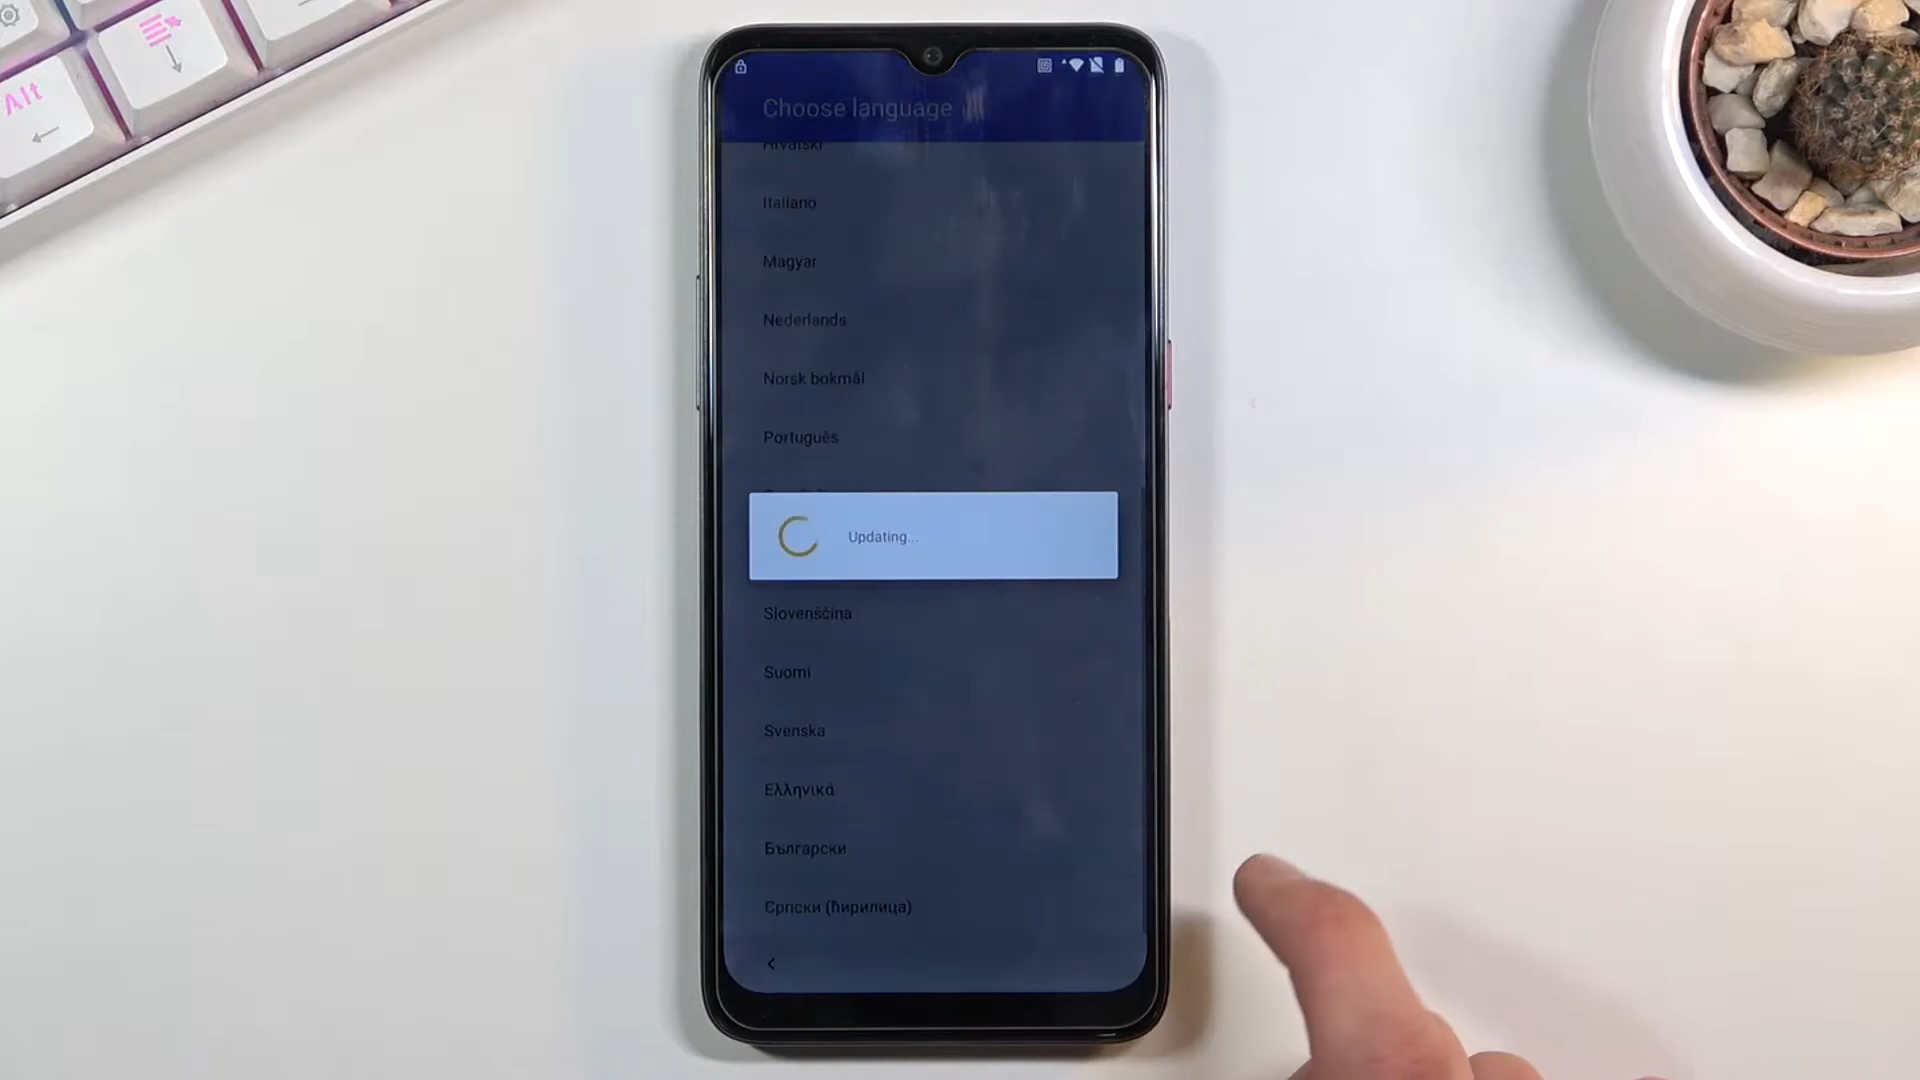 Alt
Choose language
Hrvatski
Italiano
Magyar
Nederlands
Norsk bokmål
Português
Updating...
Slovenščina
Suomi
Svenska
Ελληνικά
Български
Српски (ћирилица)